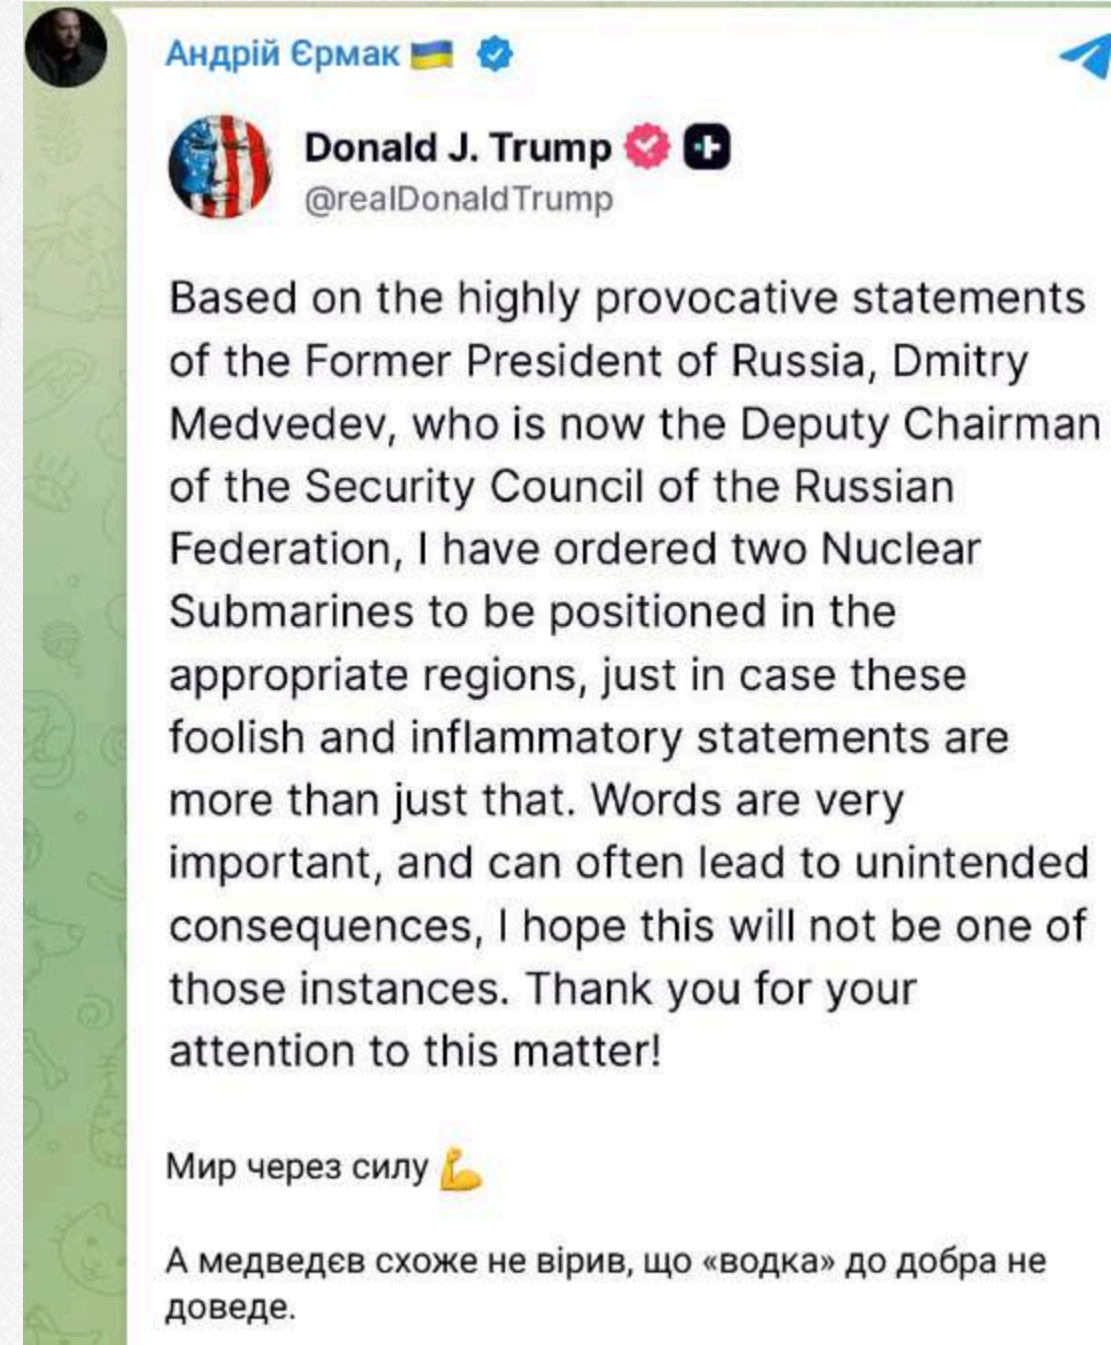 Андрій Єрмак 🇺🇦
Donald J. Trump
@realDonaldTrump
Based on the highly provocative statements
of the Former President of Russia, Dmitry
Medvedev, who is now the Deputy Chairman
of the Security Council of the Russian
Federation, I have ordered two Nuclear
Submarines to be positioned in the
appropriate regions, just in case these
foolish and inflammatory statements are
more than just that. Words are very
important, and can often lead to unintended
consequences, I hope this will not be one of
those instances. Thank you for your
attention to this matter!
Мир через силу 💪
А медведєв схоже не вірив, що «водка» до добра не
доведе.